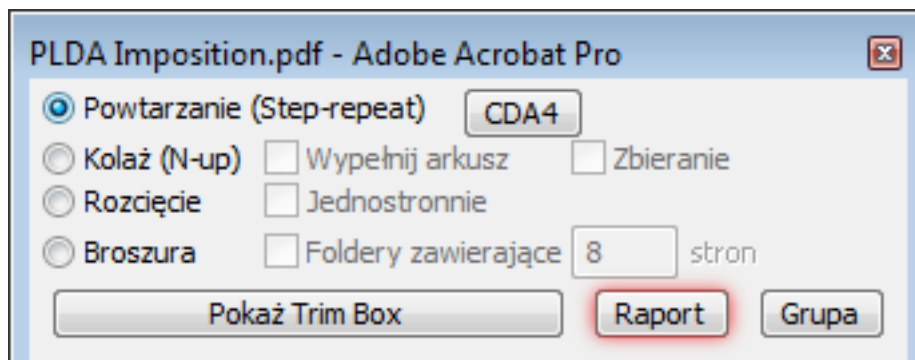 PLDA Imposition.pdf - Adobe Acrobat Pro
Powtarzanie (Step-repeat) CDA4
Kolaż (N-up) Wypełnij arkusz Zbieranie
Rozcięcie Jednostronnie
Broszura Foldery zawierające 8 stron
Pokaż Trim Box Raport Grupa